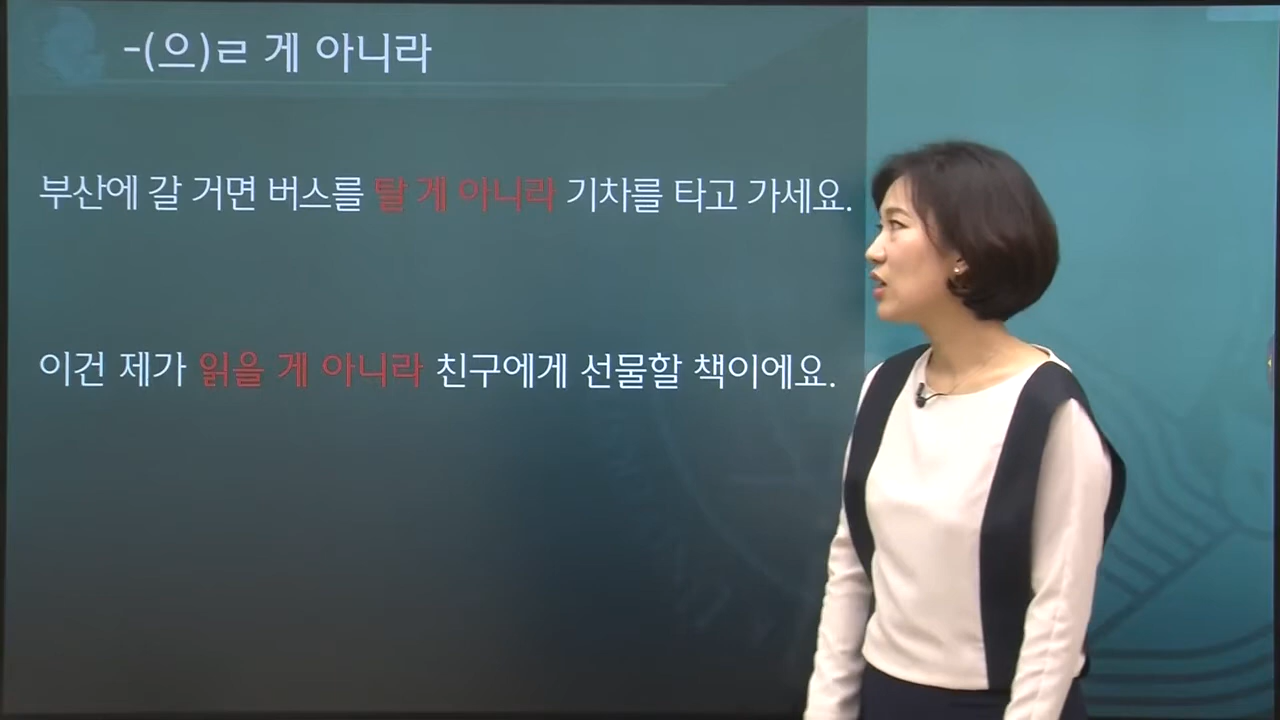 -(으)ㄹ 게 아니라
부산에 갈 거면 버스를 탈 게 아니라 기차를 타고 가세요.
이건 제가 읽을 게 아니라 친구에게 선물할 책이에요.